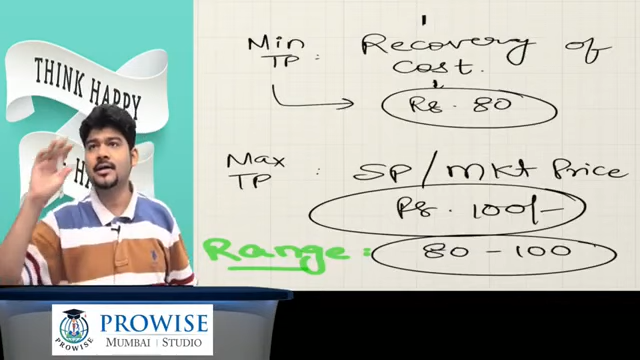 THINK HAPPY
Min TP : Recovery of cost.
Rs. 80
Max TP : SP / Mkt Price
Rs. 100/-
Range : 80 - 100
PROWISE
PROWISE
MUMBAI | STUDIO